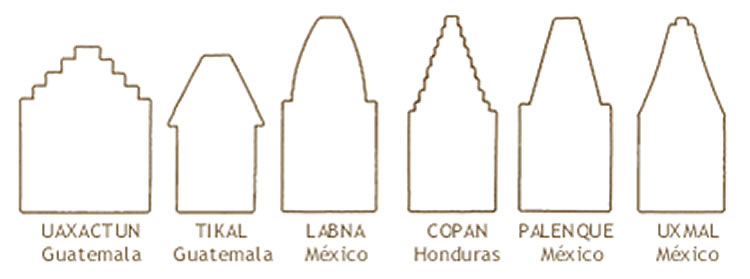 UAXACTUN
Guatemala
TIKAL
Guatemala
LABNA
México
COPAN
Honduras
PALENQUE
México
UXMAL
México